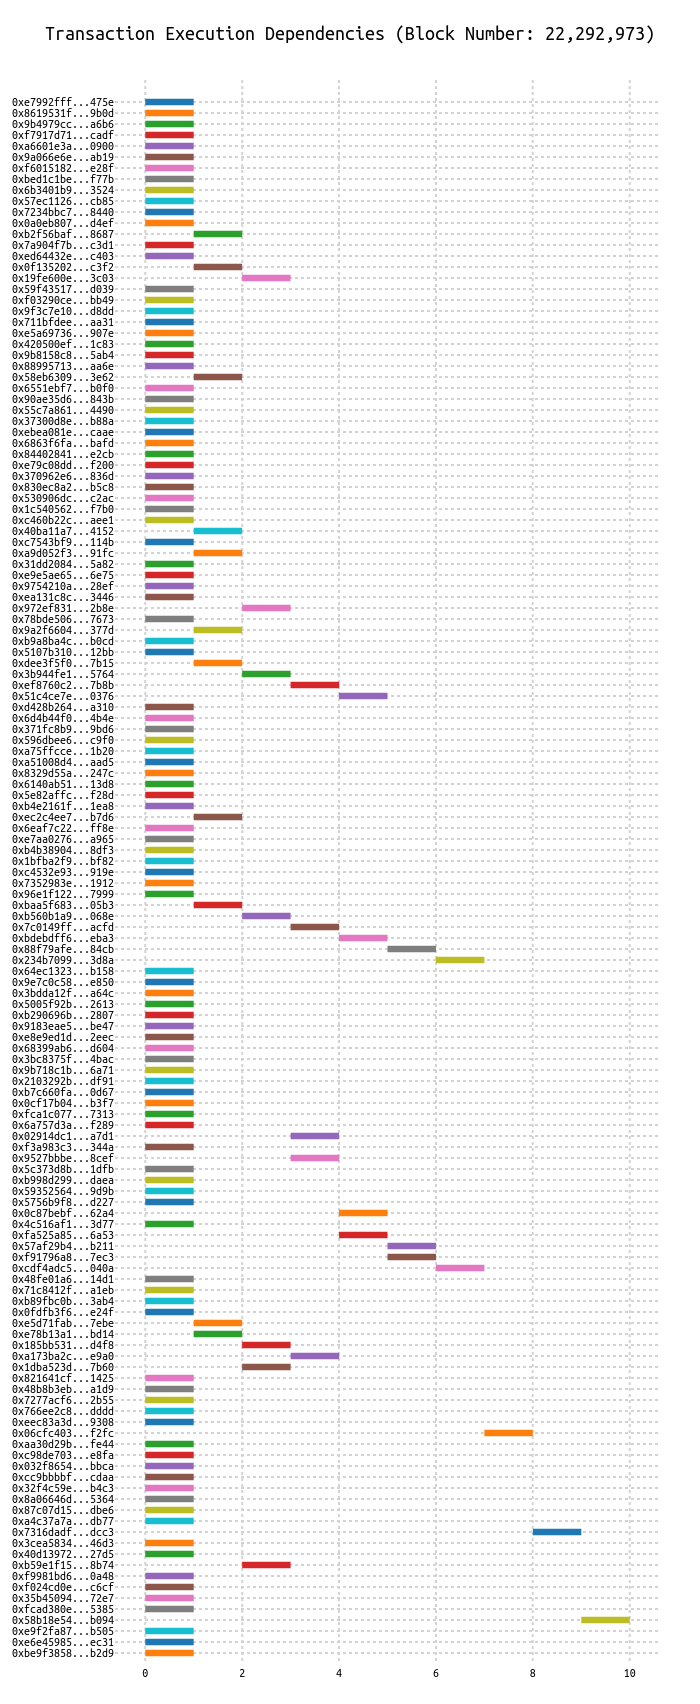 Transaction Execution Dependencies (Block Number: 22,292,973)
0xe7992fff...475e
0x8619531f...9b0d
0x9b4979cc...a6b6
0xf7917d71...cadf
0xa6601e3a...0900
0x9a066e6e...ab19
0xf6015182...e28f
0xbed1c1be...f77b
0x6b3401b9...3524
0x57ec1126...cb85
0x7234bbc7...8440
0x0a0eb807...d4ef
0xb2f56baf...8687
0x7a904f7b...c3d1
0xed64432e...c403
0x0f135202...c3f2
0x19fe600e...3c03
0x59f43517...d039
0xf03290ce...bb49
0x9f3c7e10...d8dd
0x711bfdee...aa31
0xe5a69736...907e
0x420500ef...1c83
0x9b8158c8...5ab4
0x88995713...aa6e
0x58eb6309...3e62
0x6551ebf7...b0f0
0x90ae35d6...843b
0x55c7a861...4490
0x37300d8e...b88a
0xebea081e...caae
0x6863f6fa...bafd
0x84402841...e2cb
0xe79c08dd...f200
0x370962e6...836d
0x830ec8a2...b5c8
0x530906dc...c2ac
0x1c540562...f7b0
0xc460b22c...aee1
0x40ba11a7...4152
0xc7543bf9...114b
0xa9d052f3...91fc
0x31dd2084...5a82
0xe9e5ae65...6e75
0x9754210a...28ef
0xea131c8c...3446
0x972ef831...2b8e
0x78bde506...7673
0x9a2f6604...377d
0xb9a8ba4c...b0cd
0x5107b310...12bb
0xdee3f5f0...7b15
0x3b944fe1...5764
0xef8760c2...7b8b
0x51c4ce7e...0376
0xd428b264...a310
0x6d4b44f0...4b4e
0x371fc8b9...9bd6
0x596dbee6...c9f0
0xa75ffcce...1b20
0xa51008d4...aad5
0x8329d55a...247c
0x6140ab51...13d8
0x5e82affc...f28d
0xb4e2161f...1ea8
0xec2c4ee7...b7d6
0x6eaf7c22...ff8e
0xe7aa0276...a965
0xb4b38904...8df3
0x1bfba2f9...bf82
0xc4532e93...919e
0x7352983e...1912
0x96e1f122...7999
0xbaa5f683...05b3
0xb560b1a9...068e
0x7c0149ff...acfd
0xbdebdff6...eba3
0x88f79afe...84cb
0x234b7099...3d8a
0x64ec1323...b158
0x9e7c0c58...e850
0x3bdda12f...a64c
0x5005f92b...2613
0xb290696b...2807
0x9183eae5...be47
0xe8e9ed1d...2eec
0x68399ab6...d604
0x3bc8375f...4bac
0x9b718c1b...6a71
0x2103292b...df91
0xb7c660fa...0d67
0x0cf17b04...b3f7
0xfca1c077...7313
0x6a757d3a...f289
0x02914dc1...a7d1
0xf3a983c3...344a
0x9527bbbe...8cef
0x5c373d8b...1dfb
0xb998d299...daea
0x59352564...9d9b
0x5756b9f8...d227
0x0c87bebf...62a4
0x4c516af1...3d77
0xfa525a85...6a53
0x57af29b4...b211
0xf91796a8...7ec3
0xcdf4adc5...040a
0x48fe01a6...14d1
0x71c8412f...a1eb
0xb89fbc0b...3ab4
0x0fdfb3f6...e24f
0xe5d71fab...7ebe
0xe78b13a1...bd14
0x185bb531...d4f8
0xa173ba2c...e9a0
0x1dba523d...7b60
0x821641cf...1425
0x48b8b3eb...a1d9
0x7277acf6...2b55
0x766ee2c8...dddd
0xeec83a3d...9308
0x06cfc403...f2fc
0xaa30d29b...fe44
0xc98de703...e8fa
0x032f8654...bbca
0xcc9bbbbf...cdaa
0x32f4c59e...b4c3
0x8a06646d...5364
0x87c07d15...dbe6
0xa4c37a7a...db77
0x7316dadf...dcc3
0x3cea5834...46d3
0x40d13972...27d5
0xb59e1f15...8b74
0xf9981bd6...0a48
0xf024cd0e...c6cf
0x35b45094...72e7
0xfcad380e...5385
0x58b18e54...b094
0xe9f2fa87...b505
0xe6e45985...ec31
0xbe9f3858...b2d9
0 2 4 6 8 10